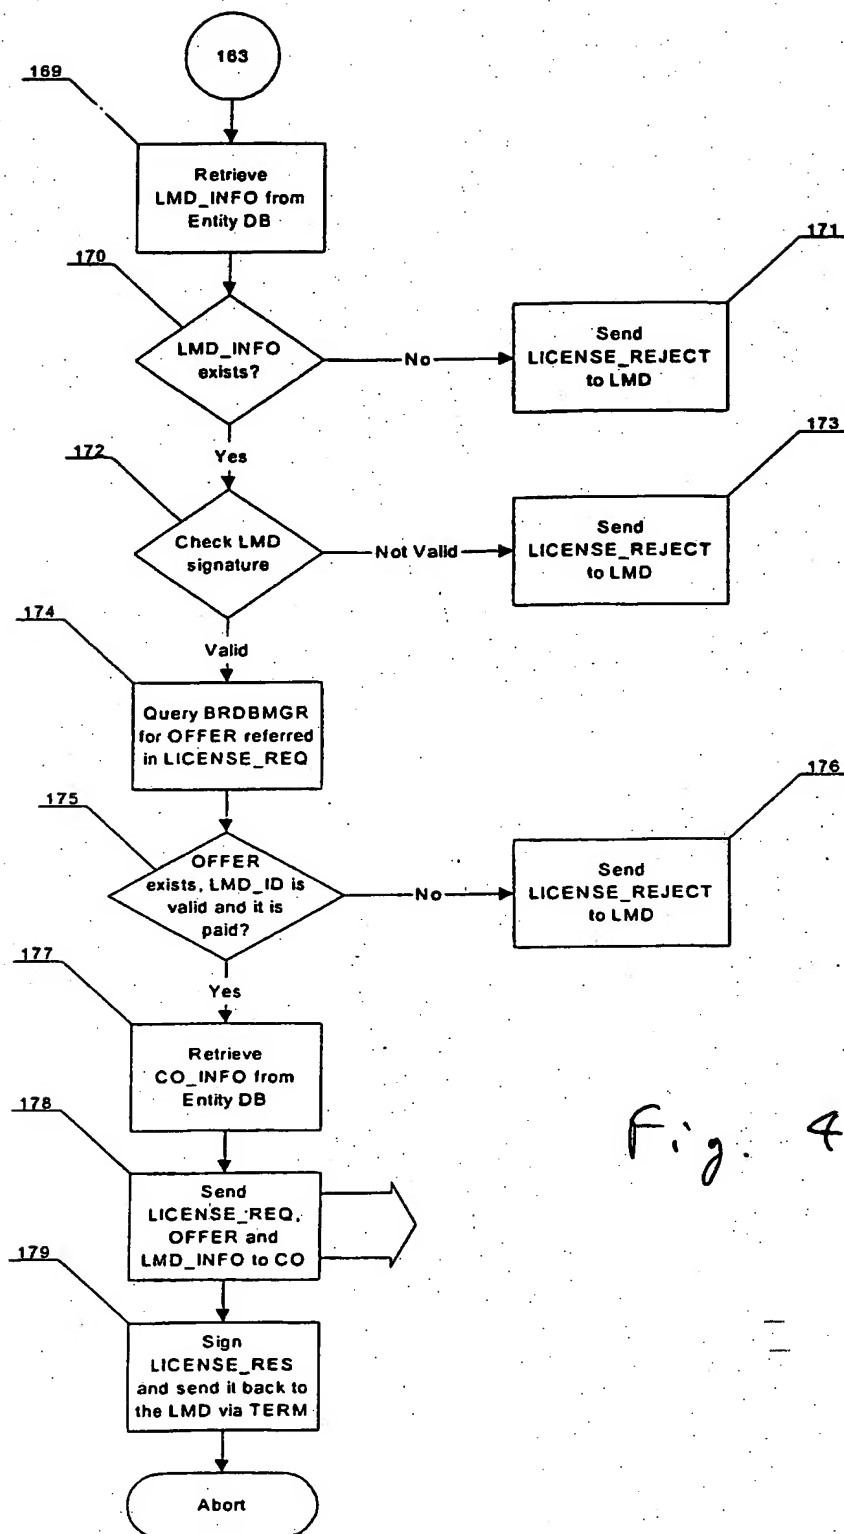 163
169
Retrieve
LMD_INFO from
Entity DB
170
171
LMD_INFO
exists?
No
Send
LICENSE_REJECT
to LMD
Yes
172
173
Check LMD
signature
Not Valid
Send
LICENSE_REJECT
to LMD
174
Valid
Query BRDBMGR
for OFFER referred
in LICENSE_REQ
175
176
OFFER
exists, LMD_ID is
valid and it is
paid?
No
Send
LICENSE_REJECT
to LMD
177
Yes
Retrieve
CO_INFO from
Entity DB
178
Fig. 4
Send
LICENSE_REQ,
OFFER and
LMD_INFO to CO
179
Sign
LICENSE_RES
and send it back to
the LMD via TERM
Abort